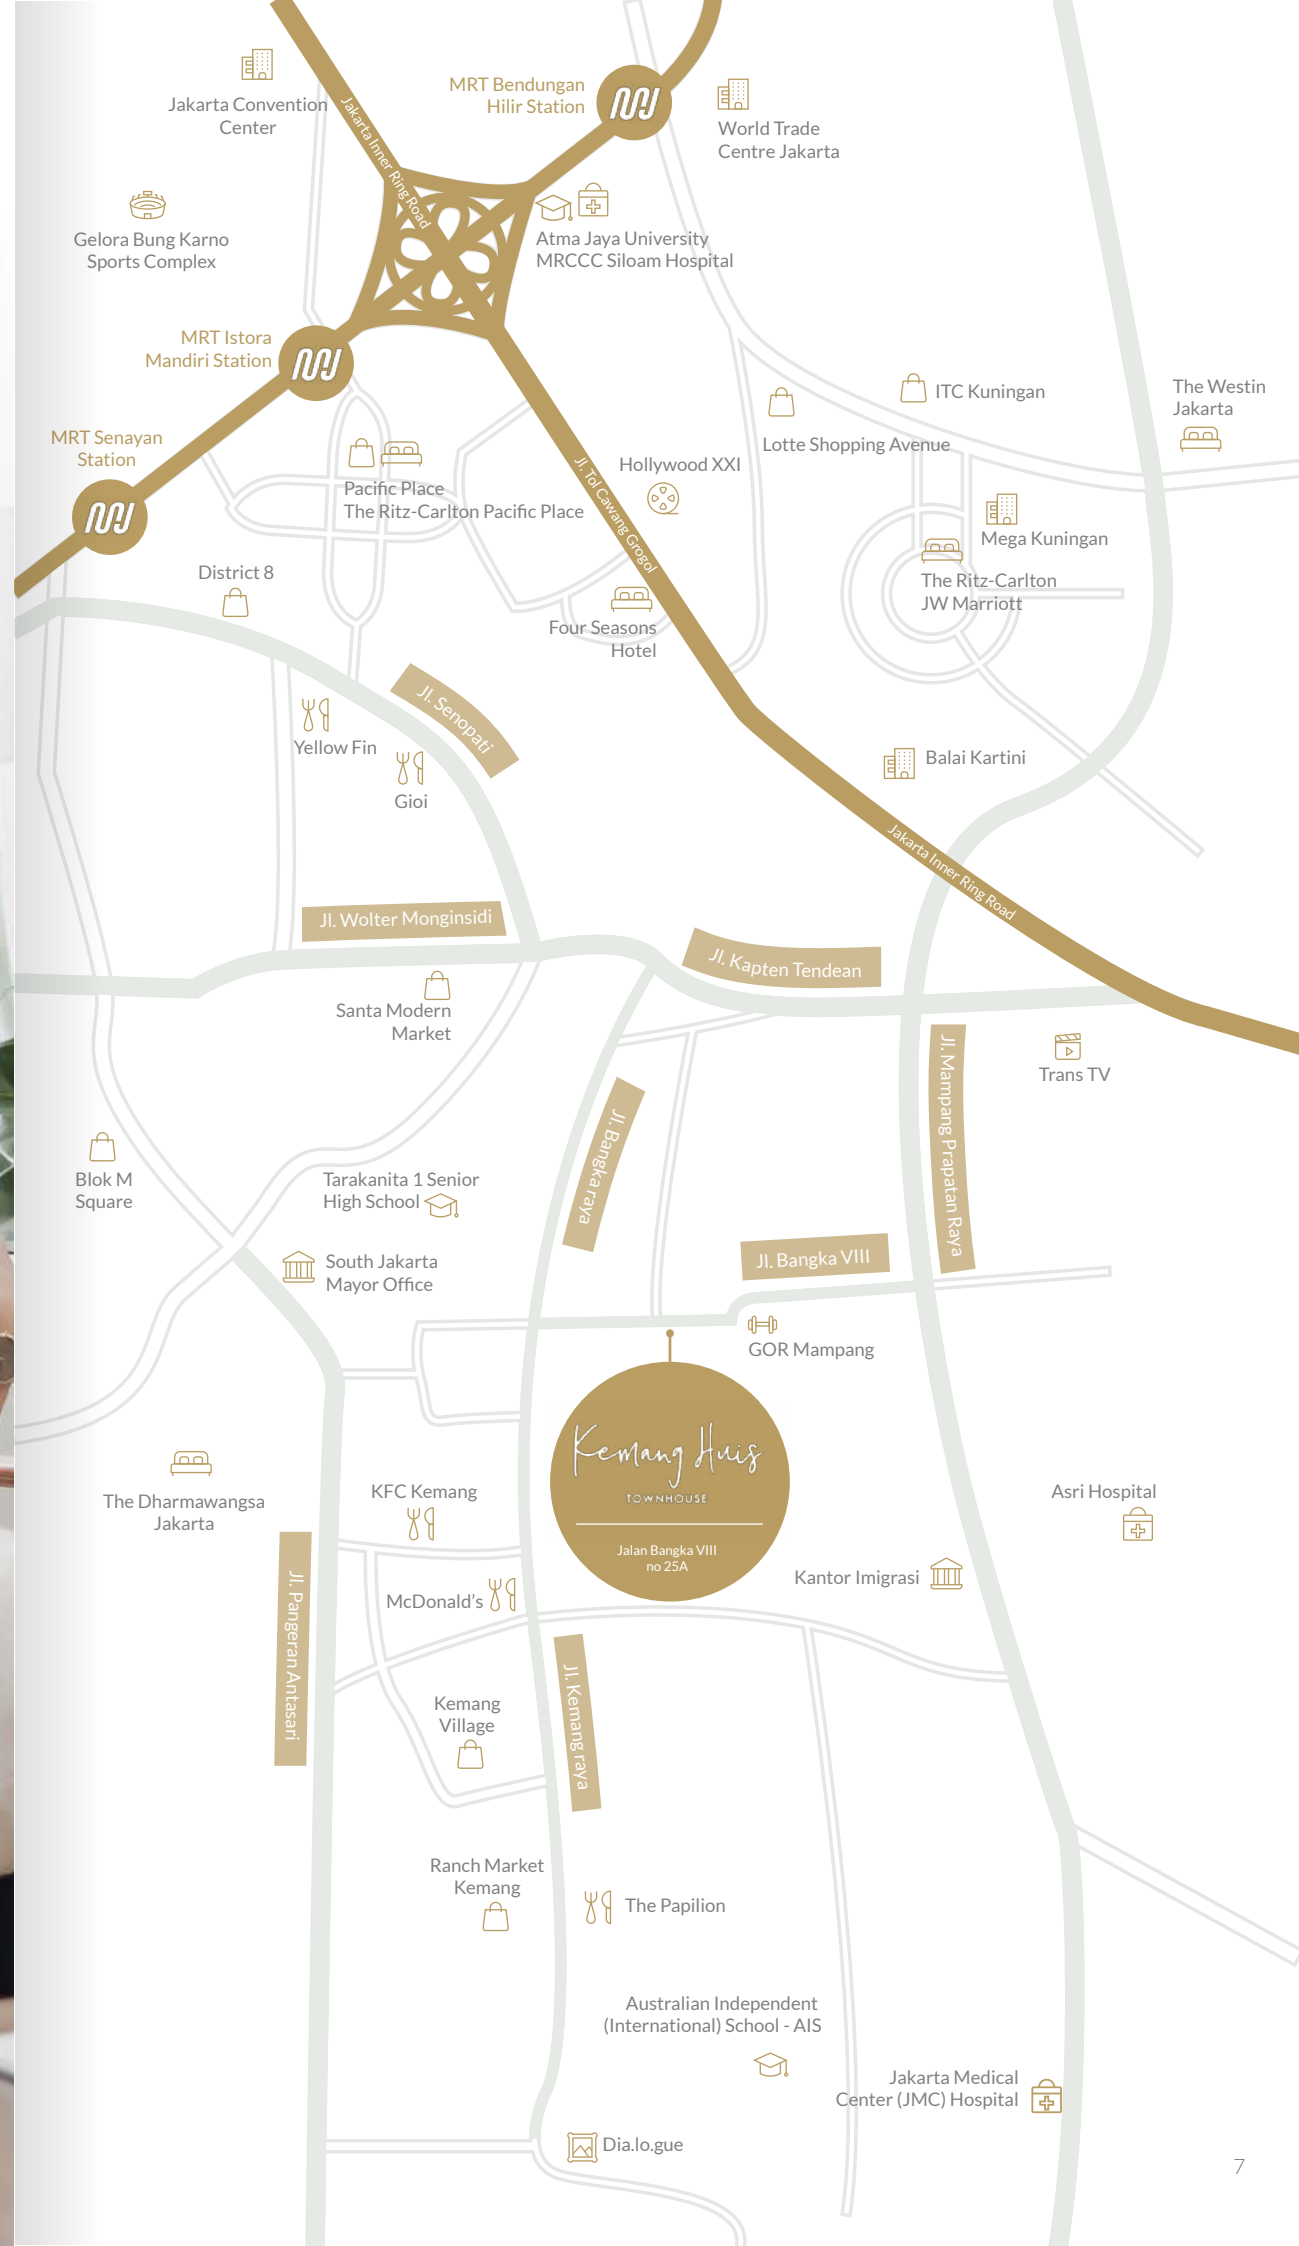 Jakarta Convention
Center
MRT Bendungan
Hilir Station
World Trade
Centre Jakarta
Jakarta Inner Ring Road
Gelora Bung Karno
Sports Complex
Atma Jaya University
MRCCC Siloam Hospital
MRT Istora
Mandiri Station
MRT Senayan
Station
Pacific Place
The Ritz-Carlton Pacific Place
Jl. Tol Cawang Grogol
Hollywood XXI
Lotte Shopping Avenue
ITC Kuningan
The Westin
Jakarta
Mega Kuningan
The Ritz-Carlton
JW Marriott
District 8
Four Seasons
Hotel
Jl. Senopati
Yellow Fin
Gioi
Balai Kartini
Jakarta Inner Ring Road
Jl. Wolter Monginsidi
Jl. Kapten Tendean
Santa Modern
Market
Jl. Mampang Prapatan Raya
Trans TV
Jl. Bangka raya
Blok M
Square
Tarakanita 1 Senior
High School
South Jakarta
Mayor Office
Jl. Bangka VIII
GOR Mampang
Kemang Huis
TOWNHOUSE
Jalan Bangka VIII
no 25A
The Dharmawangsa
Jakarta
KFC Kemang
Asri Hospital
Kantor Imigrasi
McDonald's
Jl. Pangeran Antasari
Jl. Kemang raya
Kemang
Village
Ranch Market
Kemang
The Papilion
Australian Independent
(International) School - AIS
Jakarta Medical
Center (JMC) Hospital
Dia.lo.gue
7